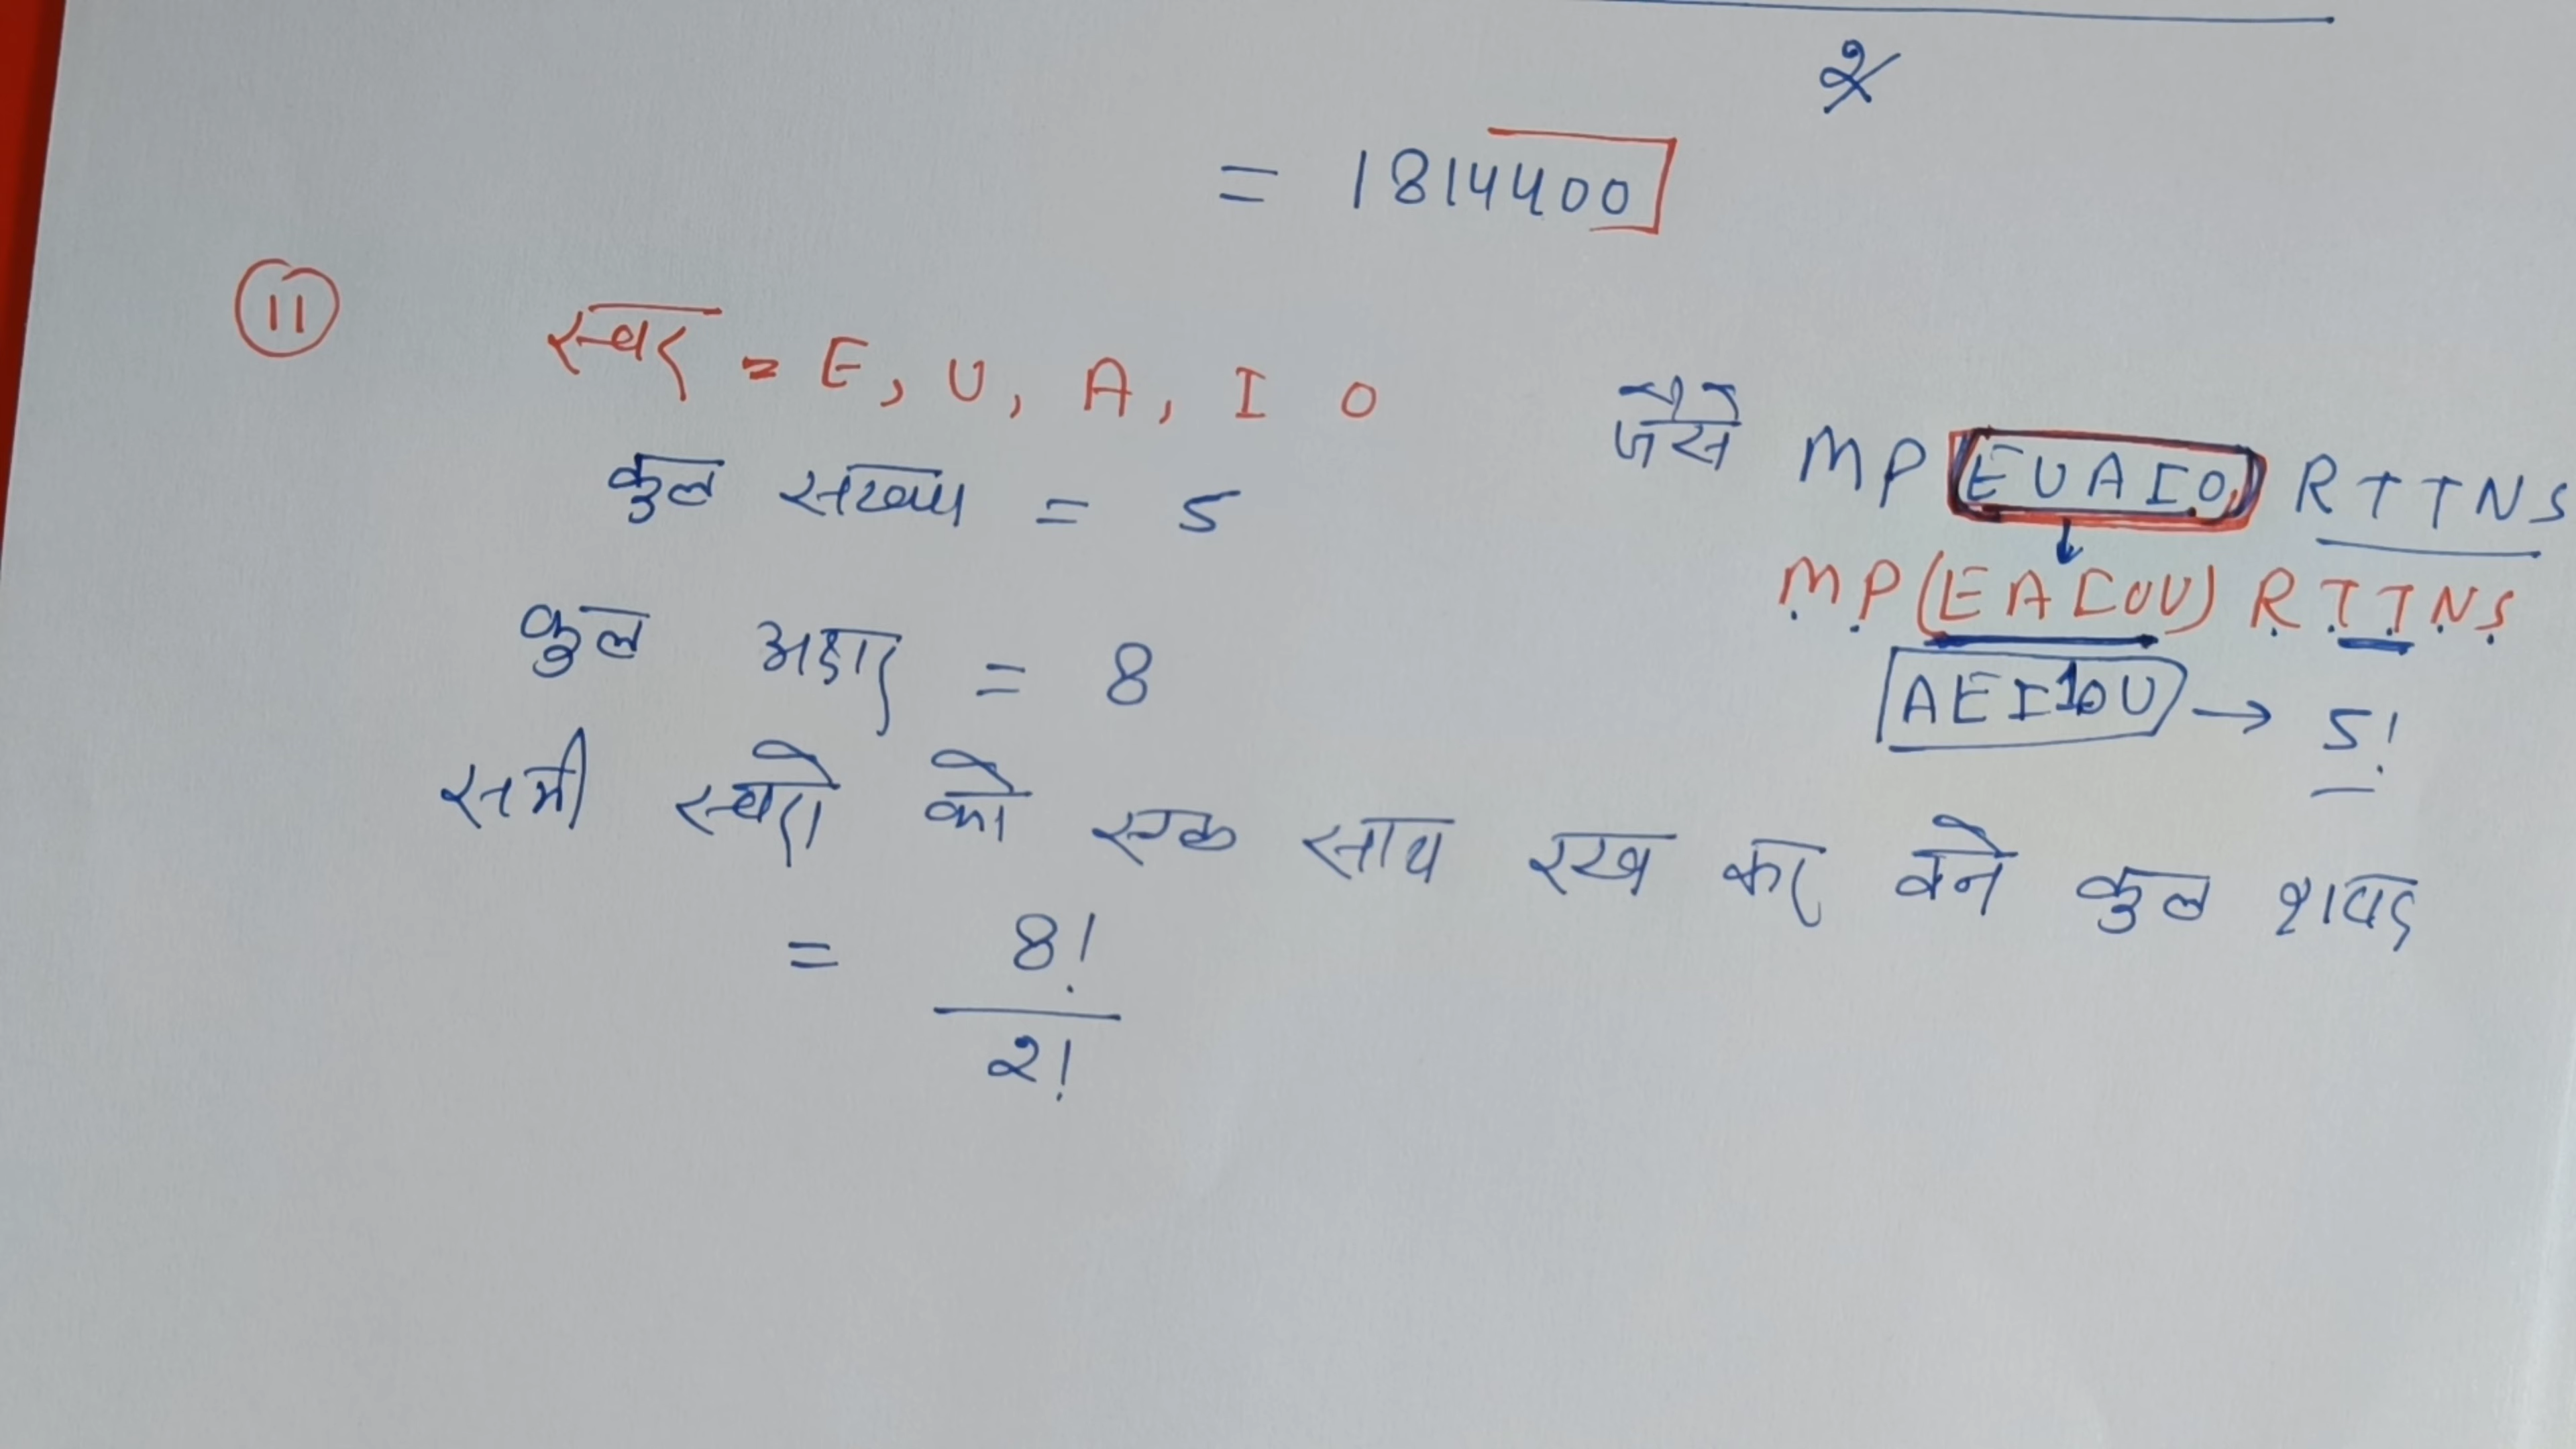 2
= 1814400
11
स्वर = E, U, A, I O
कुल संख्या = 5
जैसे MP EUAIO RTTNS
MP(EAIOU) RTTNS
AEIOU → 5!
कुल अक्षर = 8
सभी स्वरो को एक साथ रख कर बने कुल शब्द
= 8!
2!